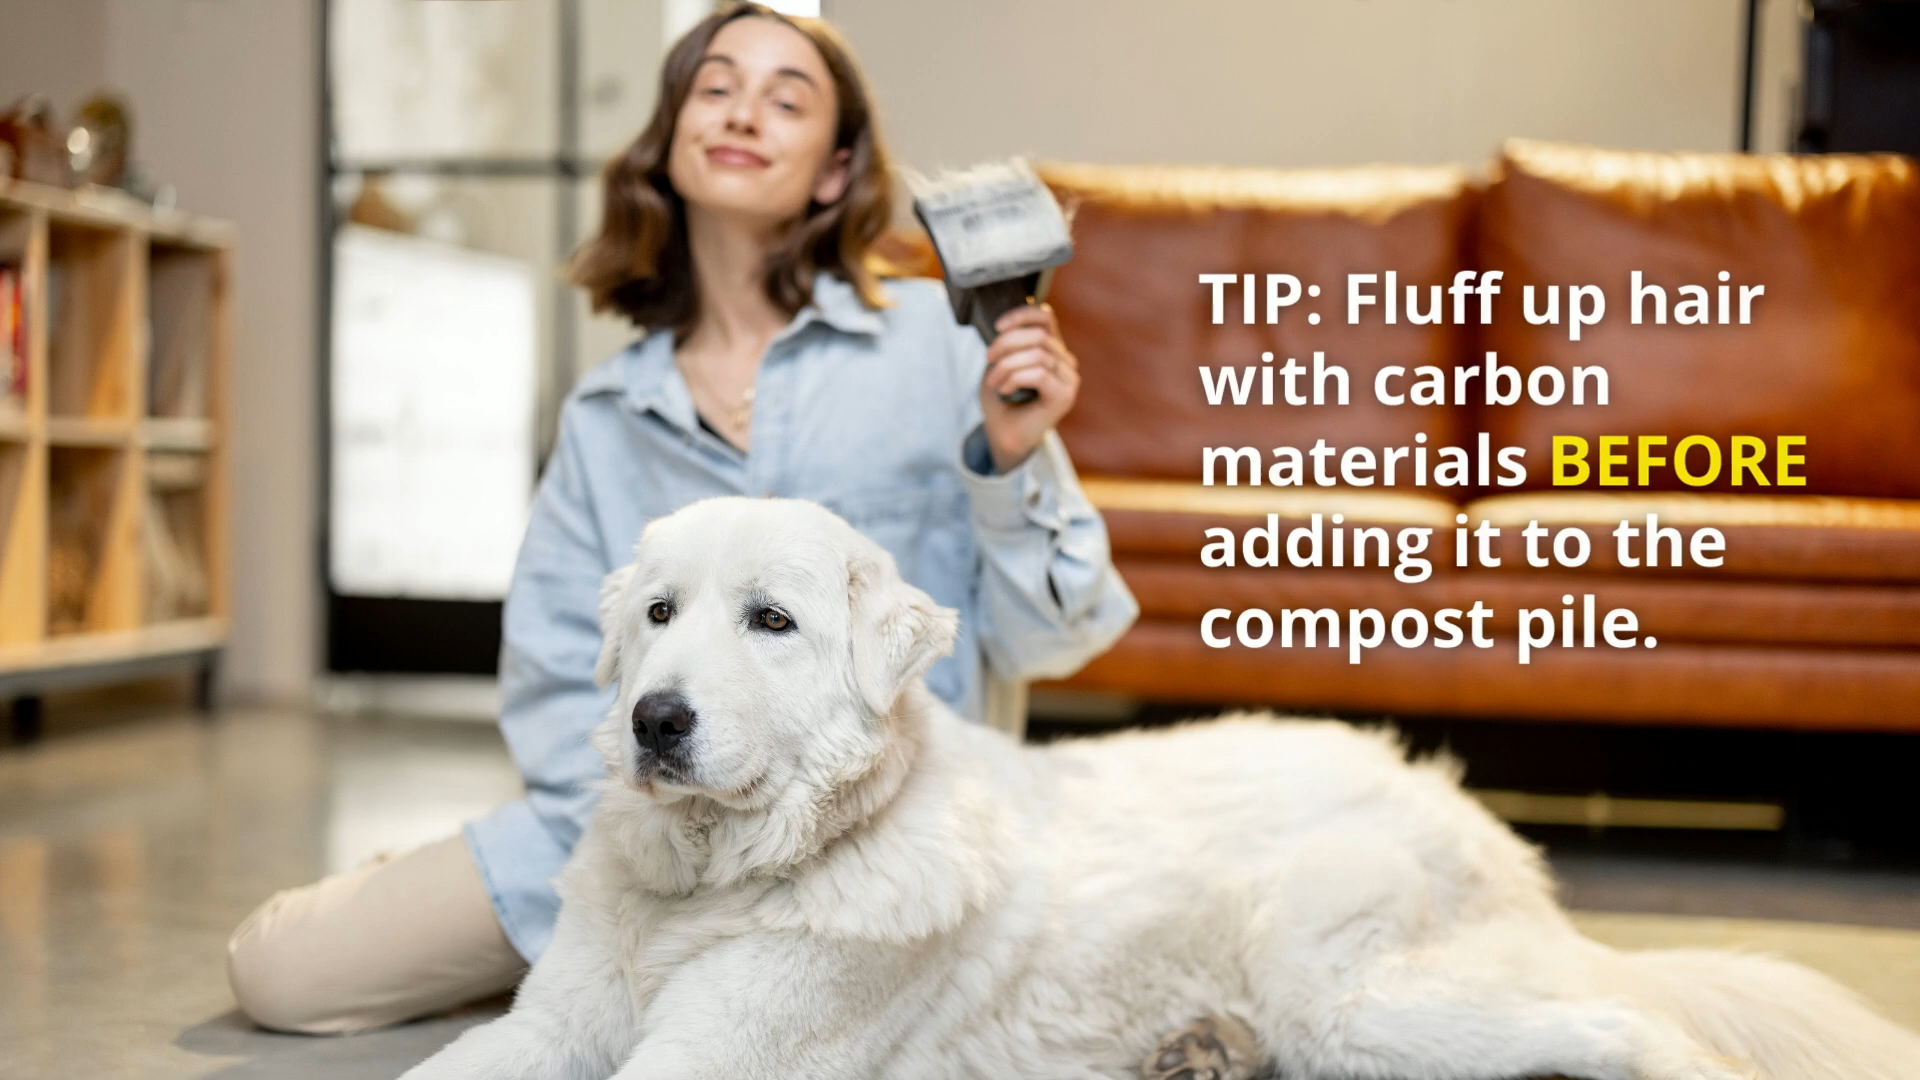 TIP: Fluff up hair
with carbon
materials BEFORE
adding it to the
compost pile.